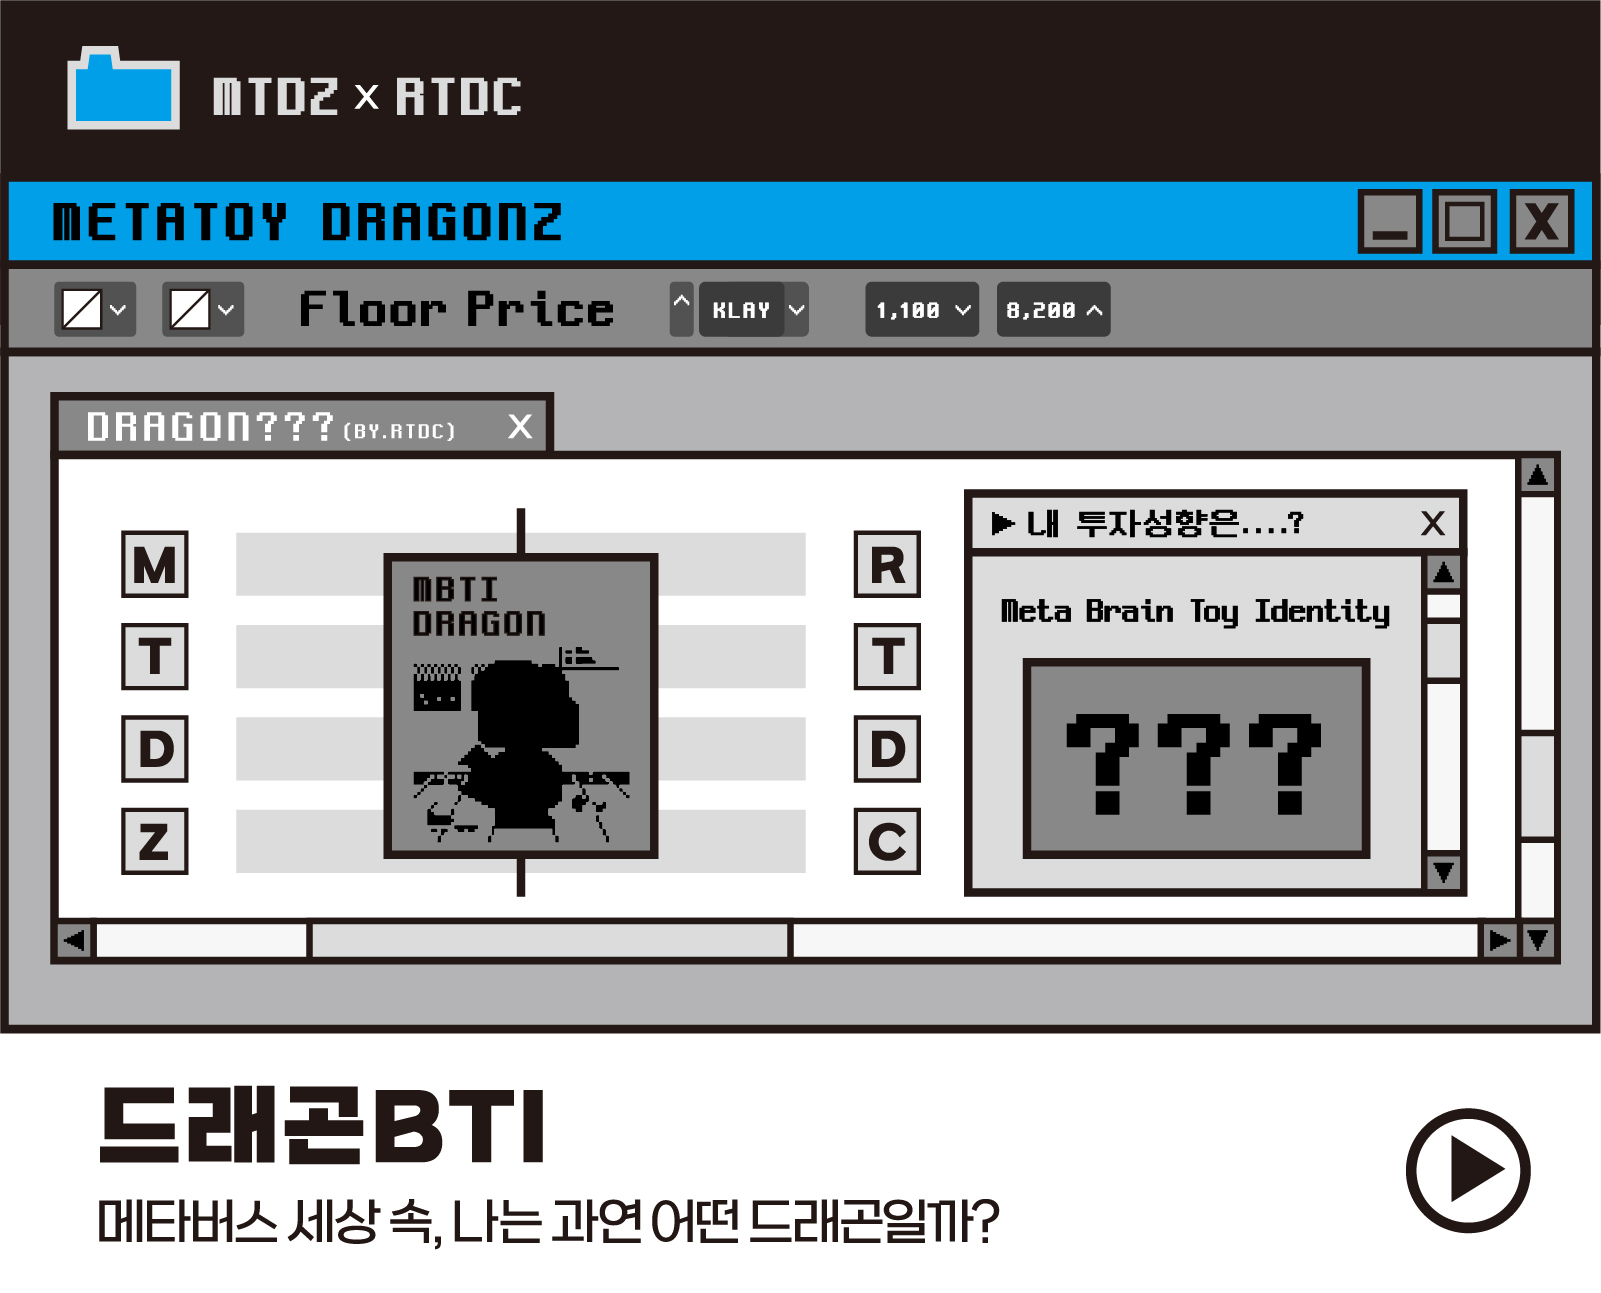 MTDZ x RTDC
METATOY DRAGONZ
X
Floor Price
KLAY
1,100
8,200
DRAGON???(BY.RTDC)
X
M
T
D
Z
MBTI
DRAGON
R
T
D
C
내 투자성향은....?
X
Meta Brain Toy Identity
???
드래곤BTI
메타버스 세상 속, 나는 과연 어떤 드래곤일까?